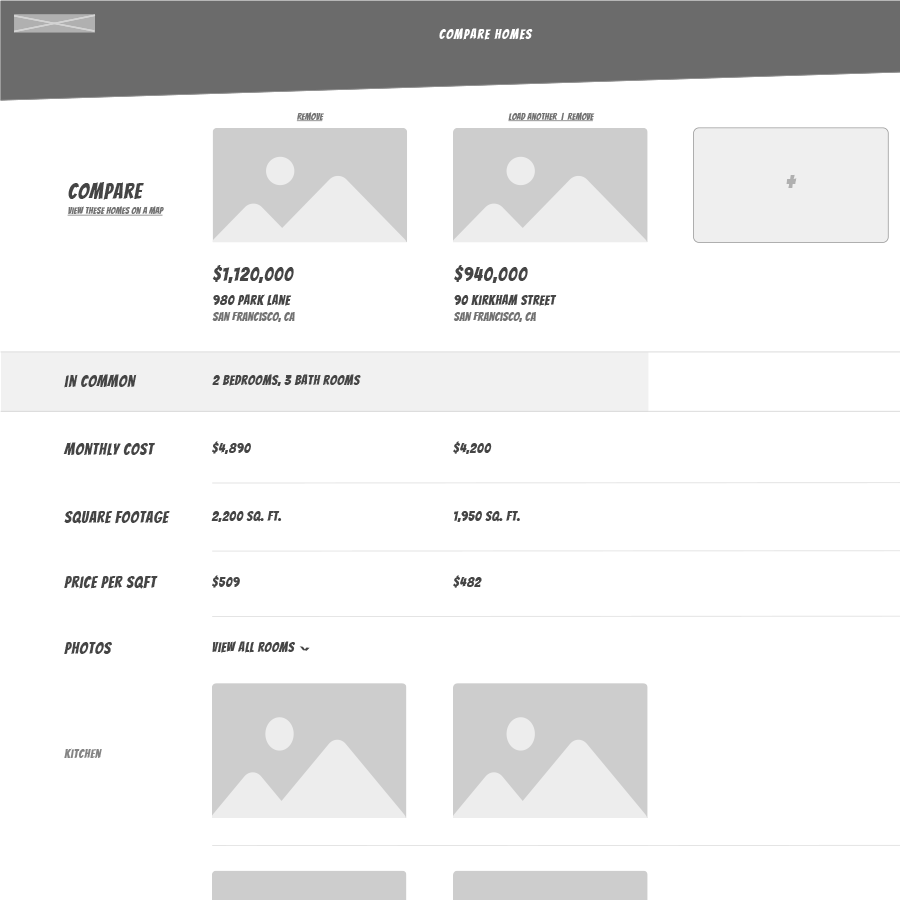 COMPARE HOMES
REMOVE
LOAD ANOTHER | REMOVE
COMPARE
VIEW THESE HOMES ON A MAP
+
$1,120,000
$940,000
980 PARK LANE
90 KIRKHAM STREET
SAN FRANCISCO, CA
SAN FRANCISCO, CA
IN COMMON
2 BEDROOMS, 3 BATH ROOMS
MONTHLY COST
$4,890
$4,200
SQUARE FOOTAGE
2,200 SQ. FT.
1,950 SQ. FT.
PRICE PER SQFT
$509
$482
PHOTOS
VIEW ALL ROOMS
KITCHEN